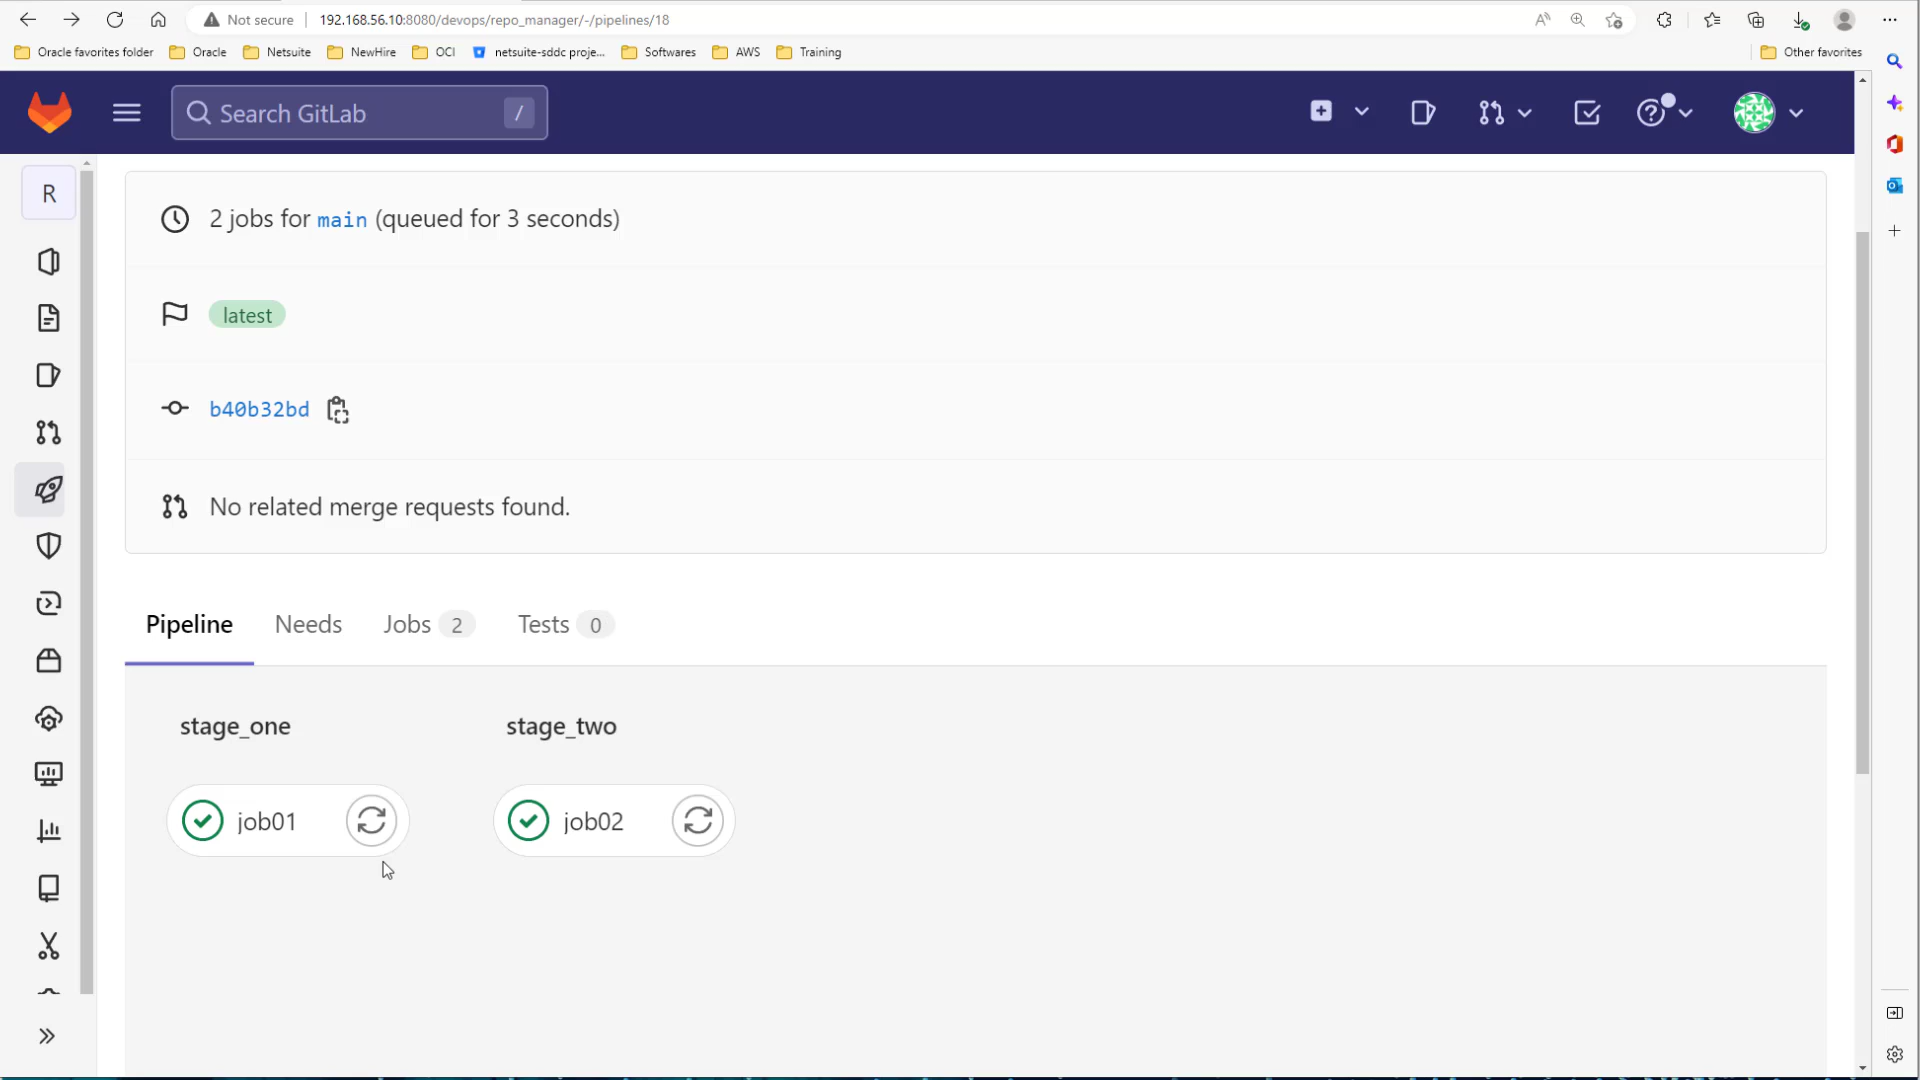 Not secure 192.168.56.10:8080/devops/repo_manager/-/pipelines/18
Oracle favorites folder Oracle Netsuite NewHire OCI netsuite-sddc proje... Softwares AWS Training Other favorites
Search GitLab /
R
2 jobs for main (queued for 3 seconds)
latest
b40b32bd
No related merge requests found.
Pipeline Needs Jobs 2 Tests 0
stage_one stage_two
job01 job02